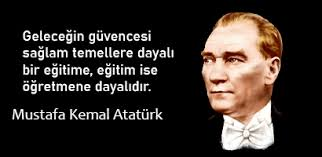 Geleceğin güvencesi
sağlam temellere dayalı
bir eğitime, eğitim ise
öğretmene dayalıdır.
Mustafa Kemal Atatürk